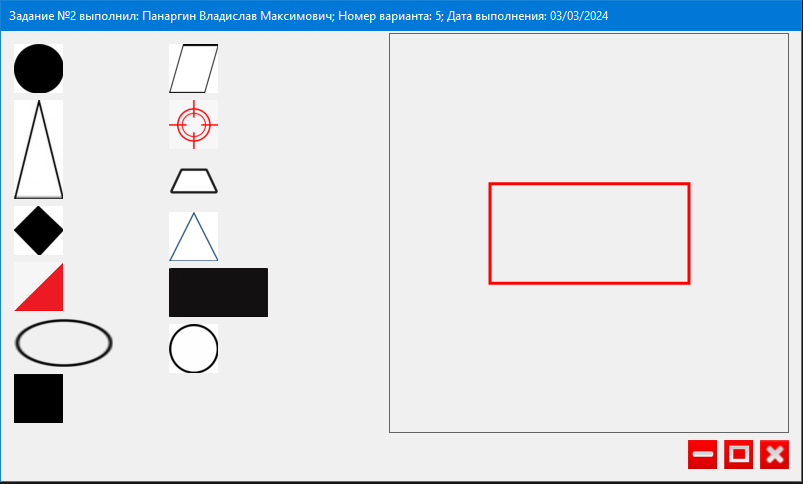 Задание №2 выполнил: Панаргин Владислав Максимович; Номер варианта: 5; Дата выполнения: 03/03/2024